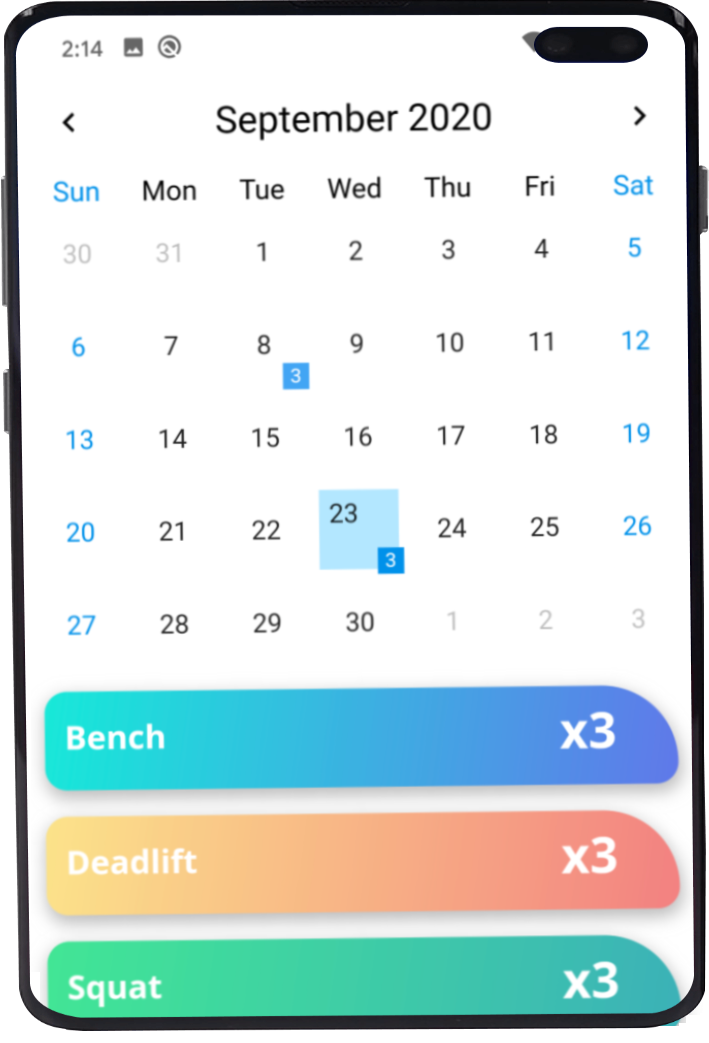 2:14
September 2020
Sun Mon Tue Wed Thu Fri Sat
30 31 1 2 3 4 5
6 7 8 9 10 11 12
3
13 14 15 16 17 18 19
20 21 22 23 24 25 26
3
27 28 29 30 1 2 3
Bench x3
Deadlift x3
Squat x3